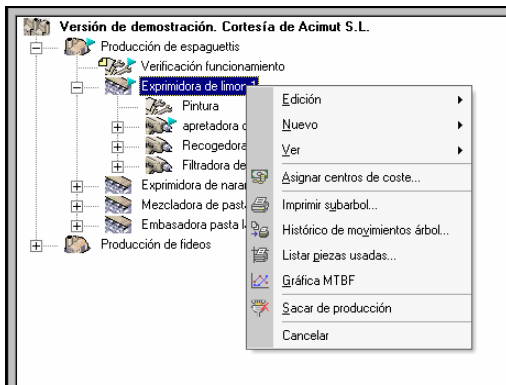 Versión de demostración. Cortesía de Acimut S.L.
Producción de espaguettis
Verificación funcionamiento
Exprimidora de limon
Pintura
apretadora
Recogedora
Filtradora de
Exprimidora de
Mezcladora de
Embasadora pasta
Producción de fideos
Edición
Nuevo
Ver
Asignar centros de coste...
Imprimir subarbol...
Histórico de movimientos árbol...
Listar piezas usadas...
Gráfica MTBF
Sacar de producción
Cancelar